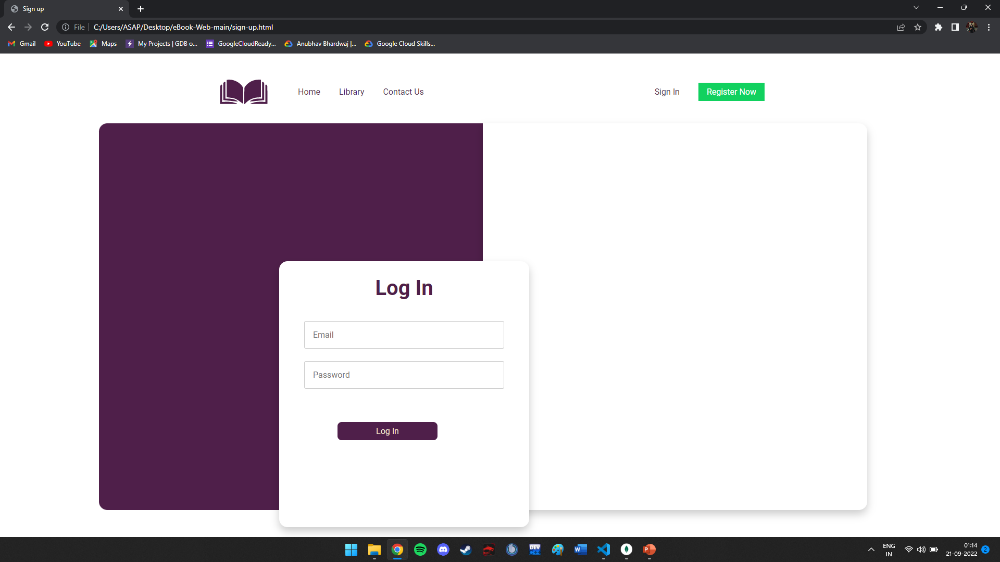 Sign up
File C:/Users/ASAP/Desktop/eBook-Web-main/sign-up.html
Gmail YouTube Maps My Projects | GDB o... GoogleCloudReady... Anubhav Bhardwaj |... Google Cloud Skills...
Home Library Contact Us Sign In Register Now
Log In
Email
Password
Log In
DEV
C++
W
P
ENG
IN
01:14
21-09-2022
2